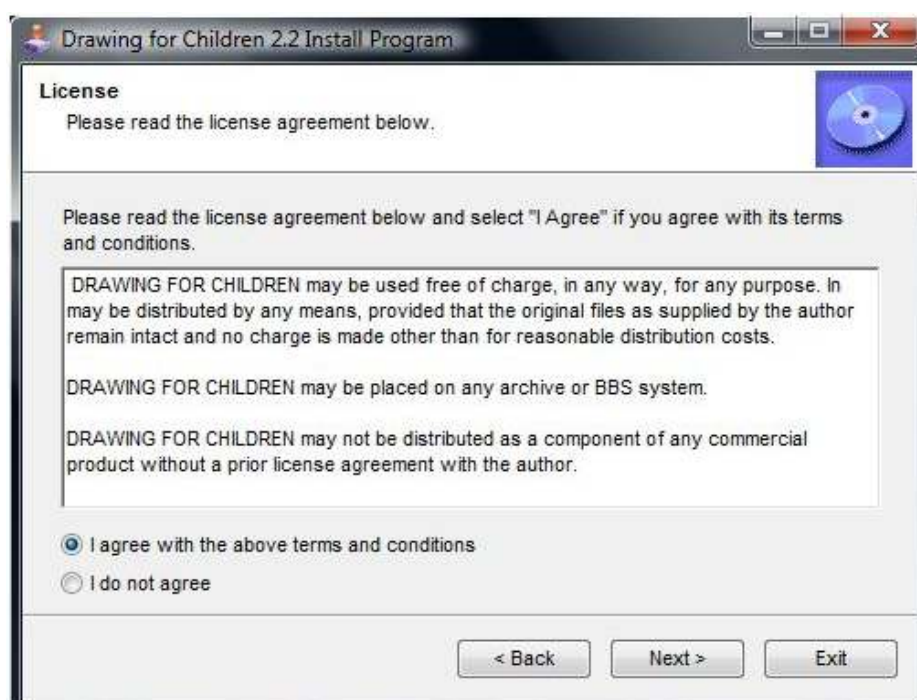 Drawing for Children 2.2 Install Program
License
Please read the license agreement below.
Please read the license agreement below and select "I Agree" if you agree with its terms
and conditions.
DRAWING FOR CHILDREN may be used free of charge, in any way, for any purpose. In
may be distributed by any means, provided that the original files as supplied by the author
remain intact and no charge is made other than for reasonable distribution costs.
DRAWING FOR CHILDREN may be placed on any archive or BBS system.
DRAWING FOR CHILDREN may not be distributed as a component of any commercial
product without a prior license agreement with the author.
I agree with the above terms and conditions
I do not agree
< Back Next > Exit